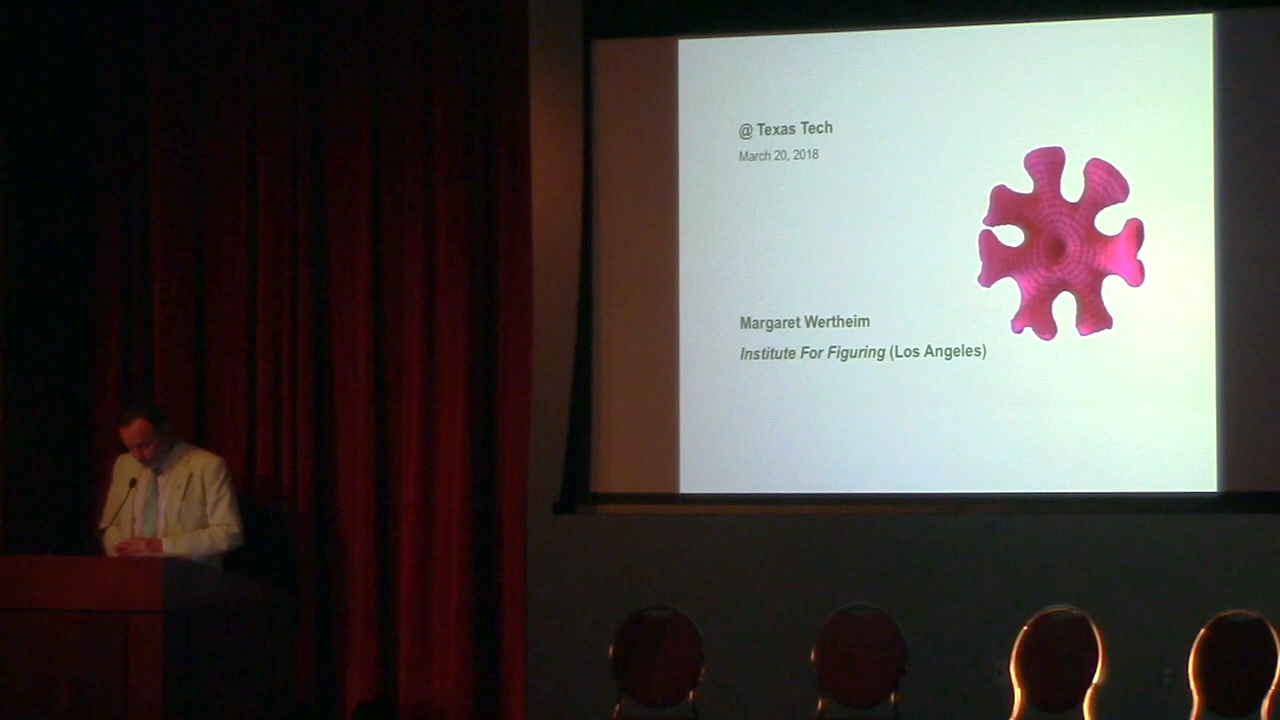 @ Texas Tech
March 20, 2018
Margaret Wertheim
Institute For Figuring (Los Angeles)